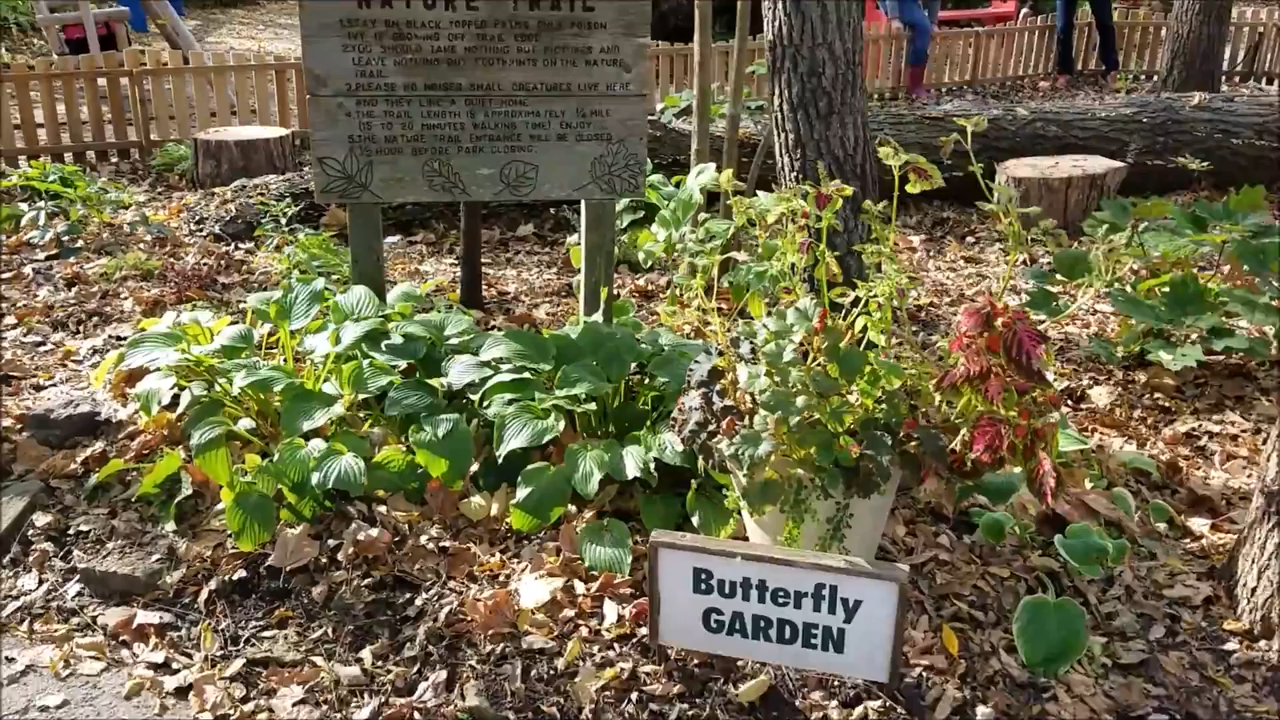 NATURE TRAIL
1.STAY ON BLACK TOPPED PATHS ONLY POISON
IVY IS GROWING OFF TRAIL EDGE
2.YOU SHOULD TAKE NOTHING BUT PICTURES AND
LEAVE NOTHING BUT FOOTPRINTS ON THE NATURE
TRAIL.
3.PLEASE NO NOISES SMALL CREATURES LIVE HERE
AND THEY LIKE A QUIET HOME.
4.THE TRAIL LENGTH IS APPROXIMATELY ½ MILE
(15 TO 20 MINUTES WALKING TIME) ENJOY
5.THE NATURE TRAIL ENTRANCE WILL BE CLOSED
½ HOUR BEFORE PARK CLOSING.
Butterfly
GARDEN